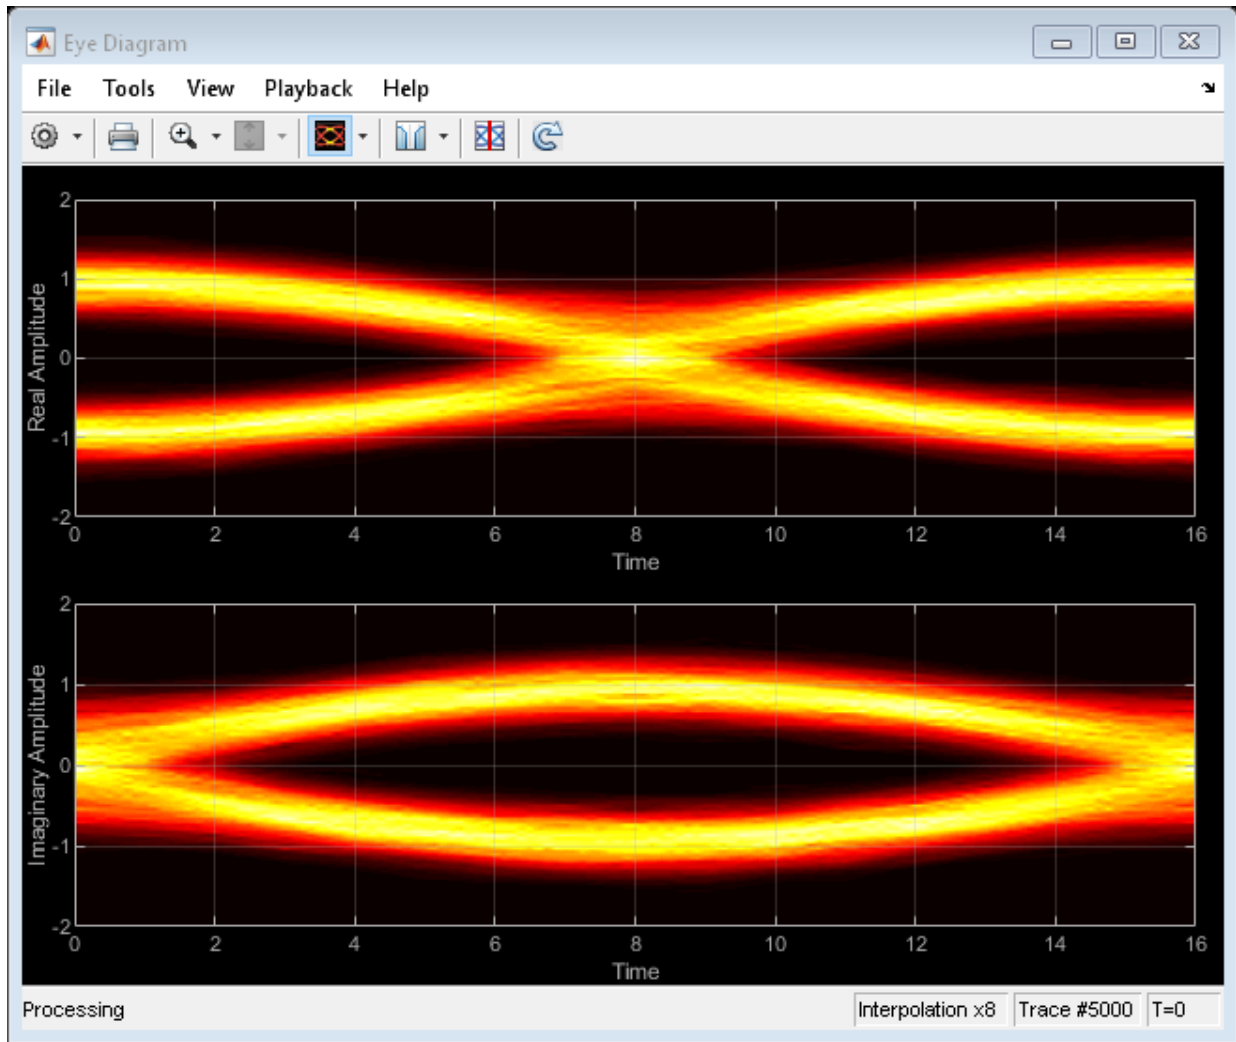 Eye Diagram
File Tools View Playback Help
2
1
0
-1
-2
Real Amplitude
0 2 4 6 8 10 12 14 16
Time
2
1
0
-1
-2
Imaginary Amplitude
0 2 4 6 8 10 12 14 16
Time
Processing Interpolation x8 Trace #5000 T=0